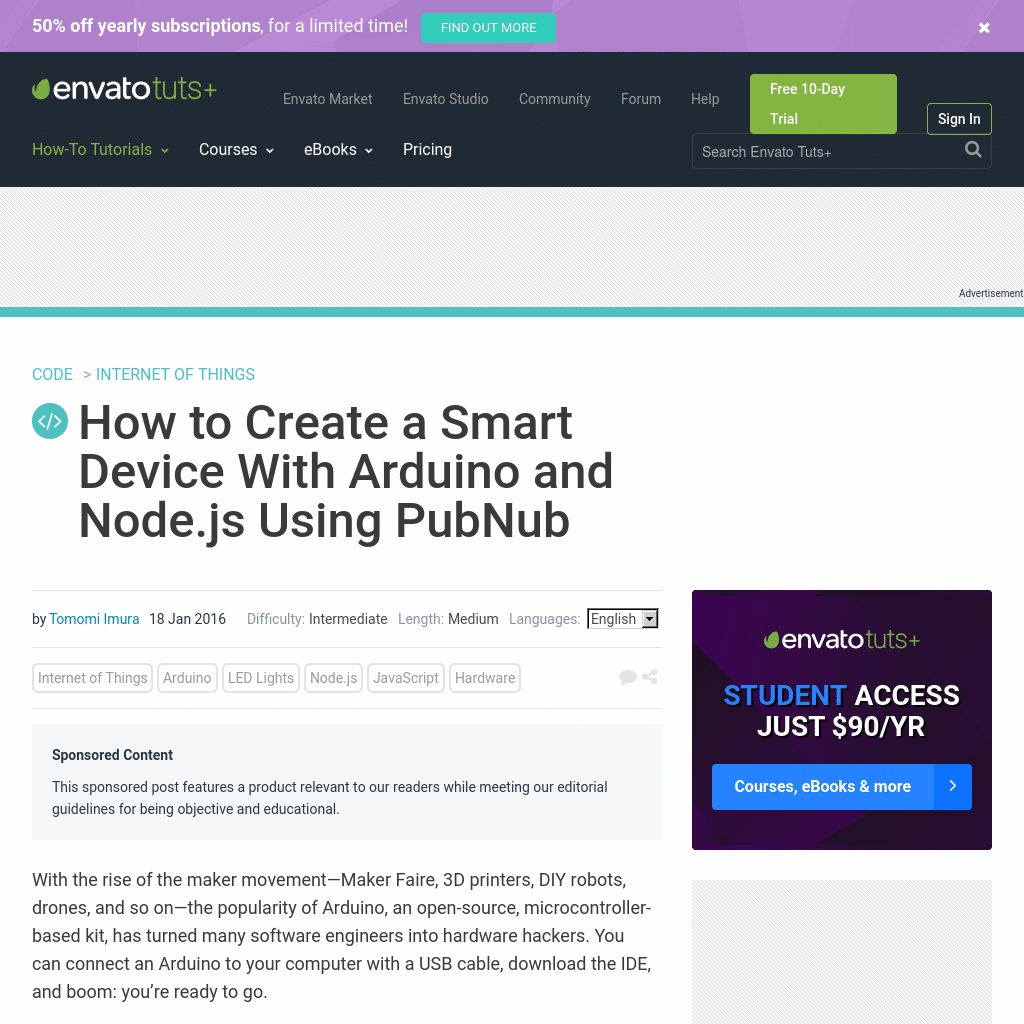 50% off yearly subscriptions, for a limited time! FIND OUT MORE ×
envatotuts+
Envato Market Envato Studio Community Forum Help
Free 10-Day
Trial
Sign In
How-To Tutorials Courses eBooks Pricing
Search Envato Tuts+
Advertisement
CODE > INTERNET OF THINGS
</> How to Create a Smart
Device With Arduino and
Node.js Using PubNub
by Tomomi Imura 18 Jan 2016 Difficulty: Intermediate Length: Medium Languages: English
Internet of Things Arduino LED Lights Node.js JavaScript Hardware
Sponsored Content
This sponsored post features a product relevant to our readers while meeting our editorial
guidelines for being objective and educational.
With the rise of the maker movement—Maker Faire, 3D printers, DIY robots,
drones, and so on—the popularity of Arduino, an open-source, microcontroller-
based kit, has turned many software engineers into hardware hackers. You
can connect an Arduino to your computer with a USB cable, download the IDE,
and boom: you’re ready to go.
envatotuts+
STUDENT ACCESS
JUST $90/YR
Courses, eBooks & more